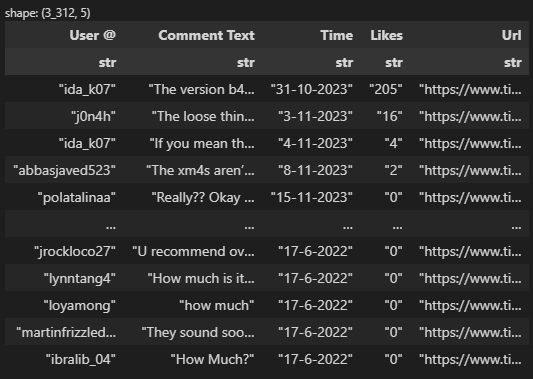 shape: (3_312, 5)
User @ Comment Text Time Likes Url
str str str str str
"ida_k07" "The version b4... "31-10-2023" "205" "https://www.ti...
"j0n4h" "The loose thin... "3-11-2023" "16" "https://www.ti...
"ida_k07" "If you mean th... "4-11-2023" "4" "https://www.ti...
"abbasjaved523" "The xm4s aren'... "8-11-2023" "2" "https://www.ti...
"polatalinaa" "Really?? Okay ... "15-11-2023" "0" "https://www.ti...
... ... ... ... ...
"jrockloco27" "U recommend ov... "17-6-2022" "0" "https://www.ti...
"lynntang4" "How much is it... "17-6-2022" "0" "https://www.ti...
"loyamong" "how much" "17-6-2022" "0" "https://www.ti...
"martinfrizzled... "They sound soo... "17-6-2022" "0" "https://www.ti...
"ibralib_04" "How Much?" "17-6-2022" "0" "https://www.ti...